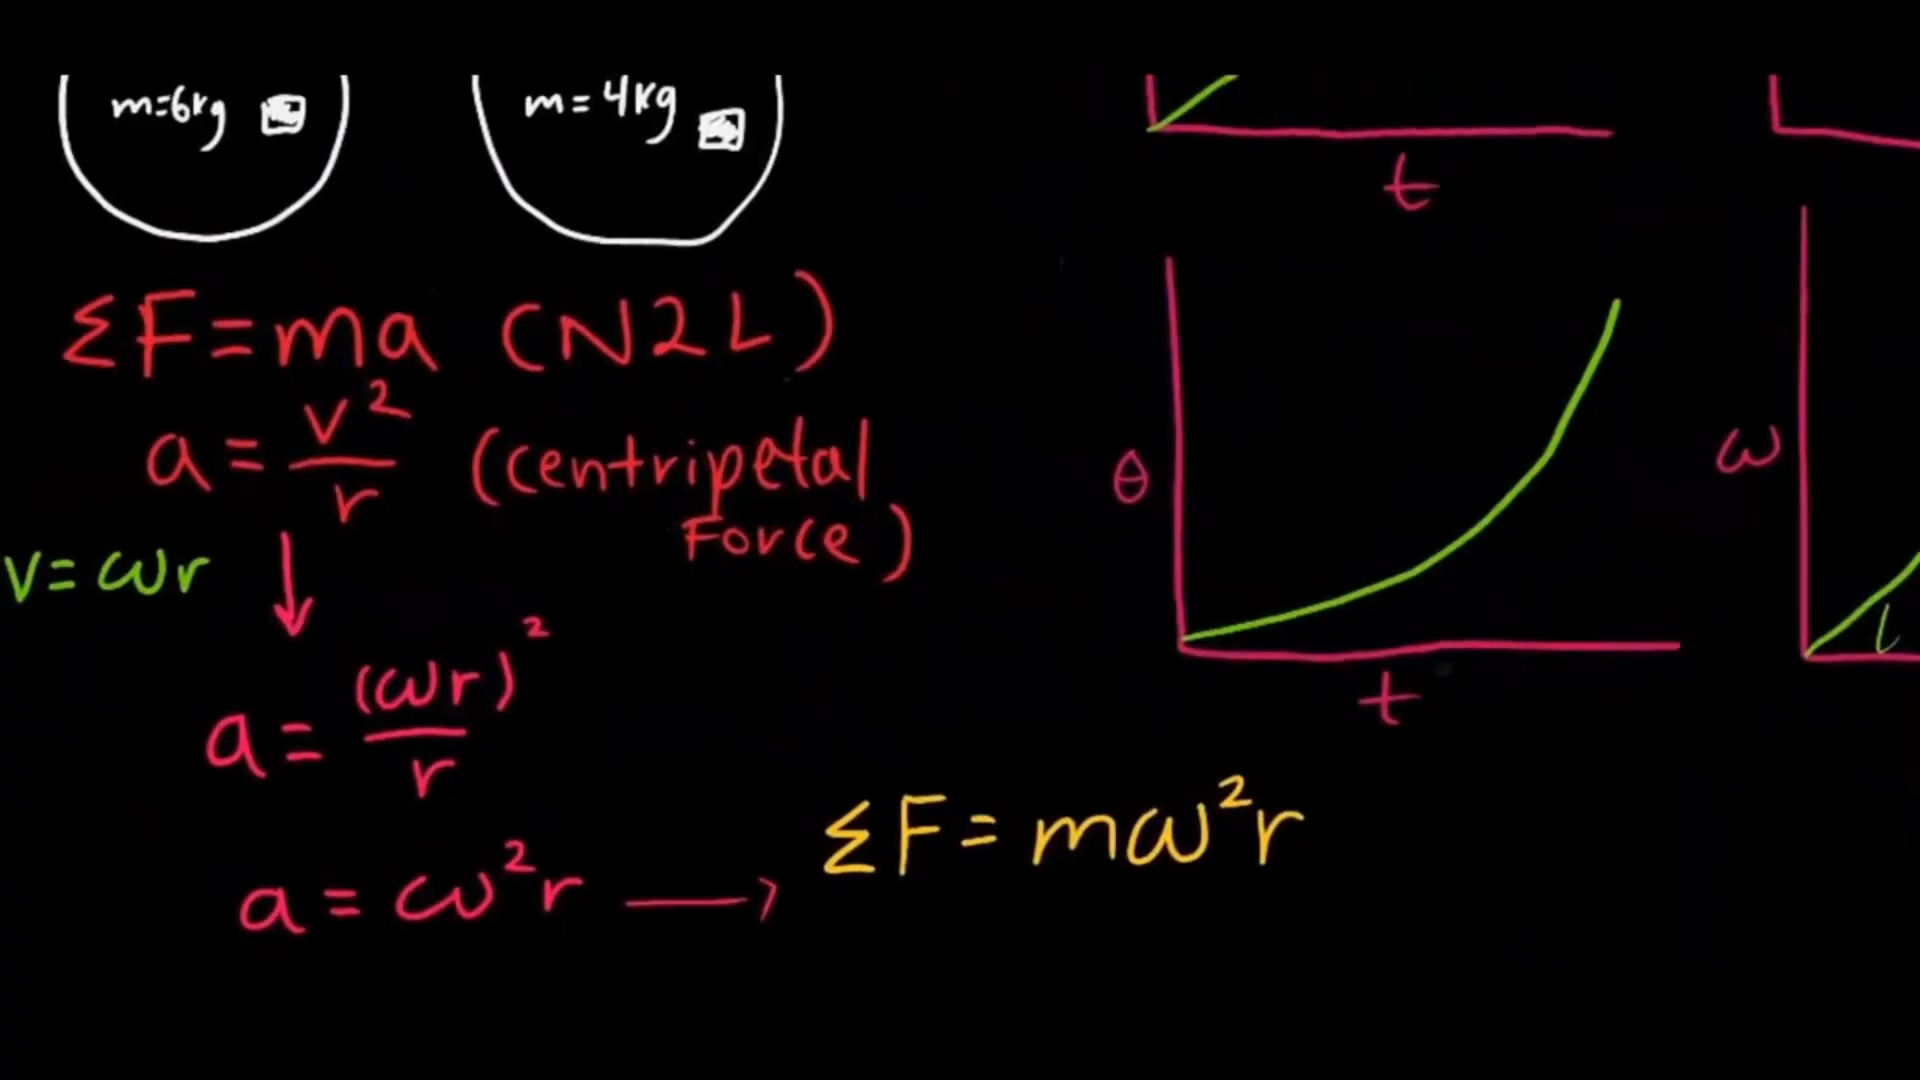 m=6kg
m=4kg
ΣF=ma (N2L)
a=v²/r (centripetal
Force)
v=ωr
a=(ωr)²/r
a=ω²r →
ΣF=mω²r
t
θ
t
ω